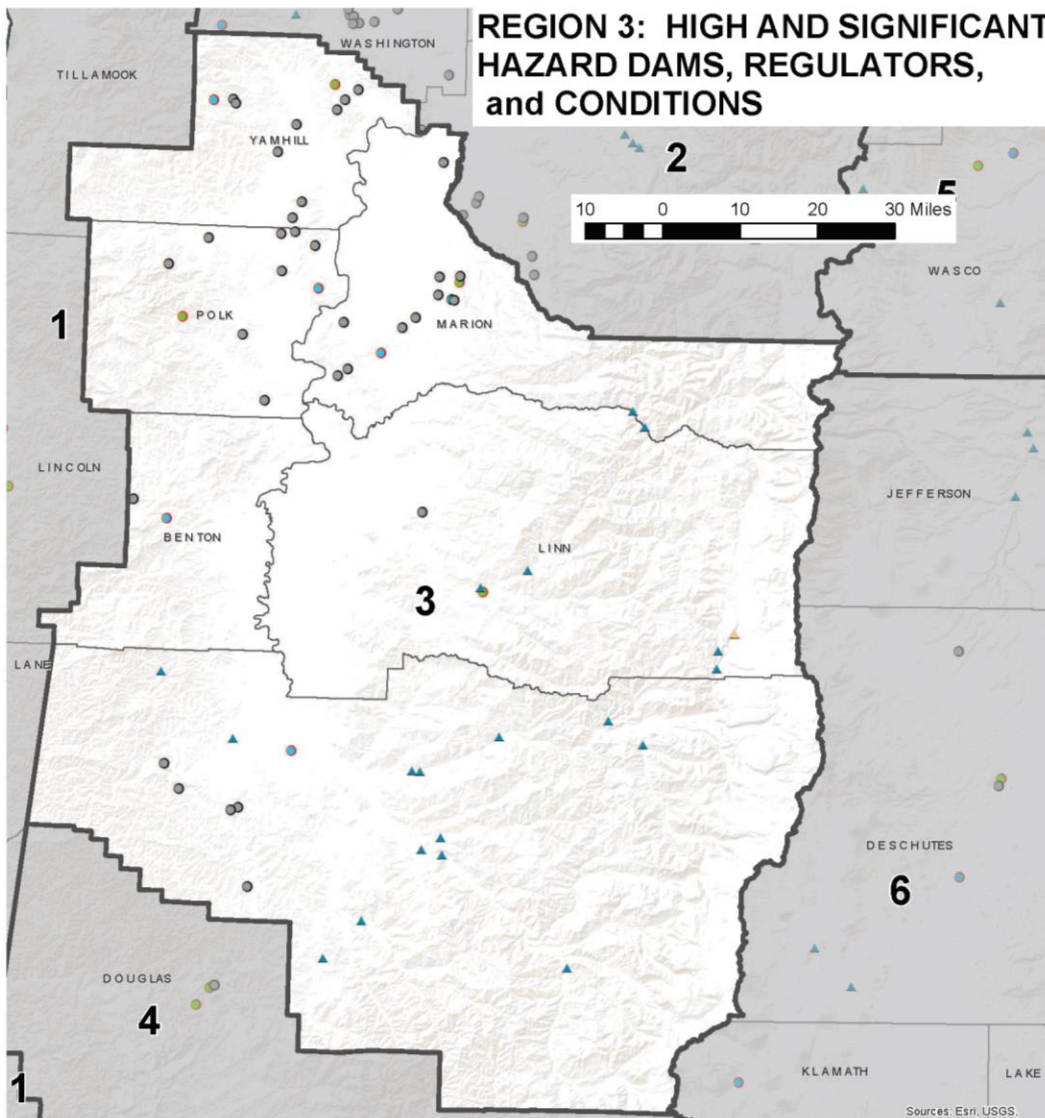 REGION 3: HIGH AND SIGNIFICANT
HAZARD DAMS, REGULATORS,
and CONDITIONS
WASHINGTON
TILLAMOOK
YAMHILL
2
5
10 0 10 20 30 Miles
WASCO
1
POLK
MARION
LINCOLN
JEFFERSON
BENTON
LINN
3
LANE
DESCHUTES
6
DOUGLAS
4
KLAMATH
LAKE
1
Sources: Esri, USGS.